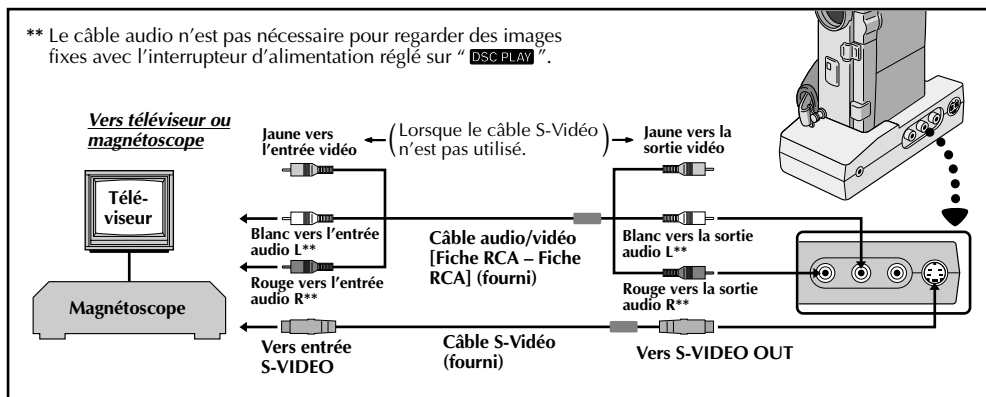 ** Le câble audio n'est pas nécessaire pour regarder des images
fixes avec l'interrupteur d'alimentation réglé sur “ DSC PLAY ”.
Vers téléviseur ou
magnétoscope
Jaune vers
l'entrée vidéo
(Lorsque le câble S-Vidéo
n'est pas utilisé.)
Jaune vers la
sortie vidéo
Télé-
viseur
Blanc vers l'entrée
audio L**
Câble audio/vidéo
[Fiche RCA – Fiche
RCA] (fourni)
Blanc vers la sortie
audio L**
Rouge vers l'entrée
audio R**
Rouge vers la sortie
audio R**
Magnétoscope
Vers entrée
S-VIDEO
Câble S-Vidéo
(fourni)
Vers S-VIDEO OUT